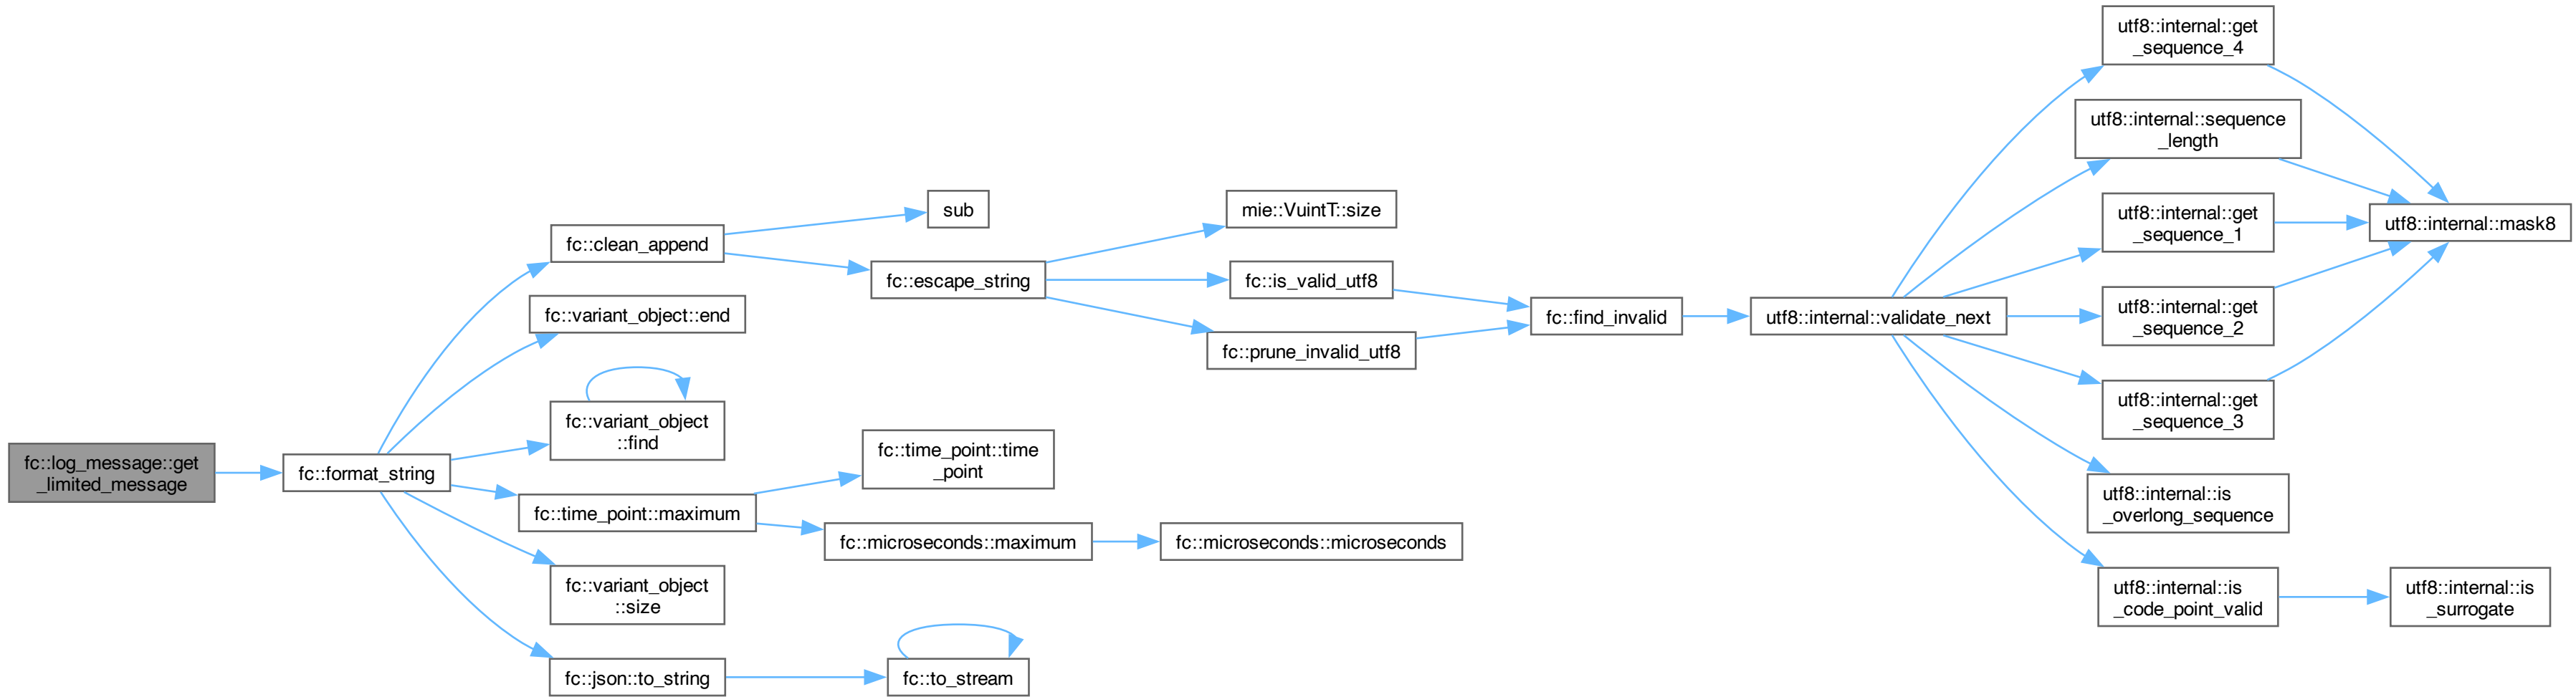 fc::log_message::get
_limited_message
fc::format_string
fc::clean_append
sub
fc::escape_string
mie::VuintT::size
fc::is_valid_utf8
fc::prune_invalid_utf8
fc::find_invalid
utf8::internal::validate_next
utf8::internal::get
_sequence_4
utf8::internal::sequence
_length
utf8::internal::get
_sequence_1
utf8::internal::get
_sequence_2
utf8::internal::get
_sequence_3
utf8::internal::mask8
utf8::internal::is
_overlong_sequence
utf8::internal::is
_code_point_valid
utf8::internal::is
_surrogate
fc::variant_object::end
fc::variant_object
::find
fc::time_point::maximum
fc::time_point::time
_point
fc::microseconds::maximum
fc::microseconds::microseconds
fc::variant_object
::size
fc::json::to_string
fc::to_stream